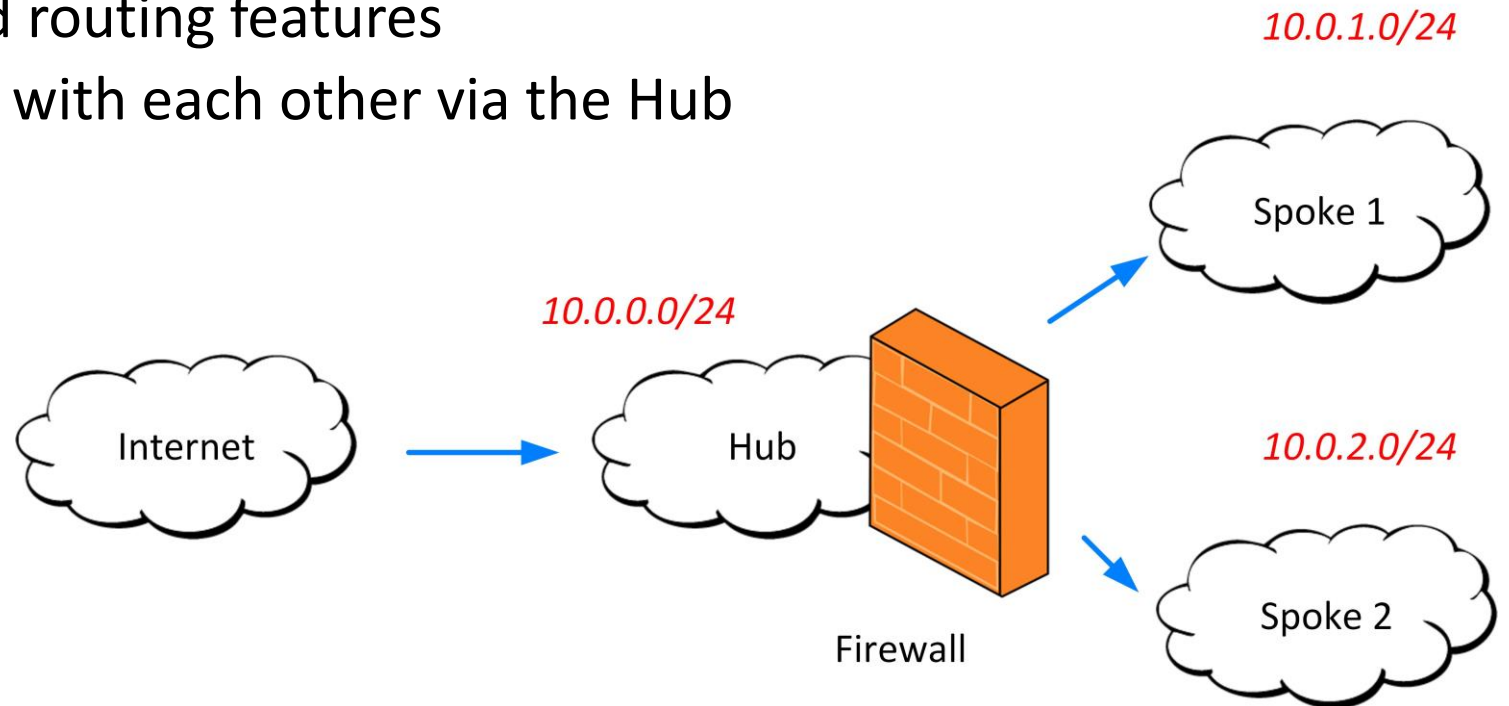 d routing features
with each other via the Hub
10.0.1.0/24
Spoke 1
10.0.0.0/24
Internet
Hub
10.0.2.0/24
Spoke 2
Firewall